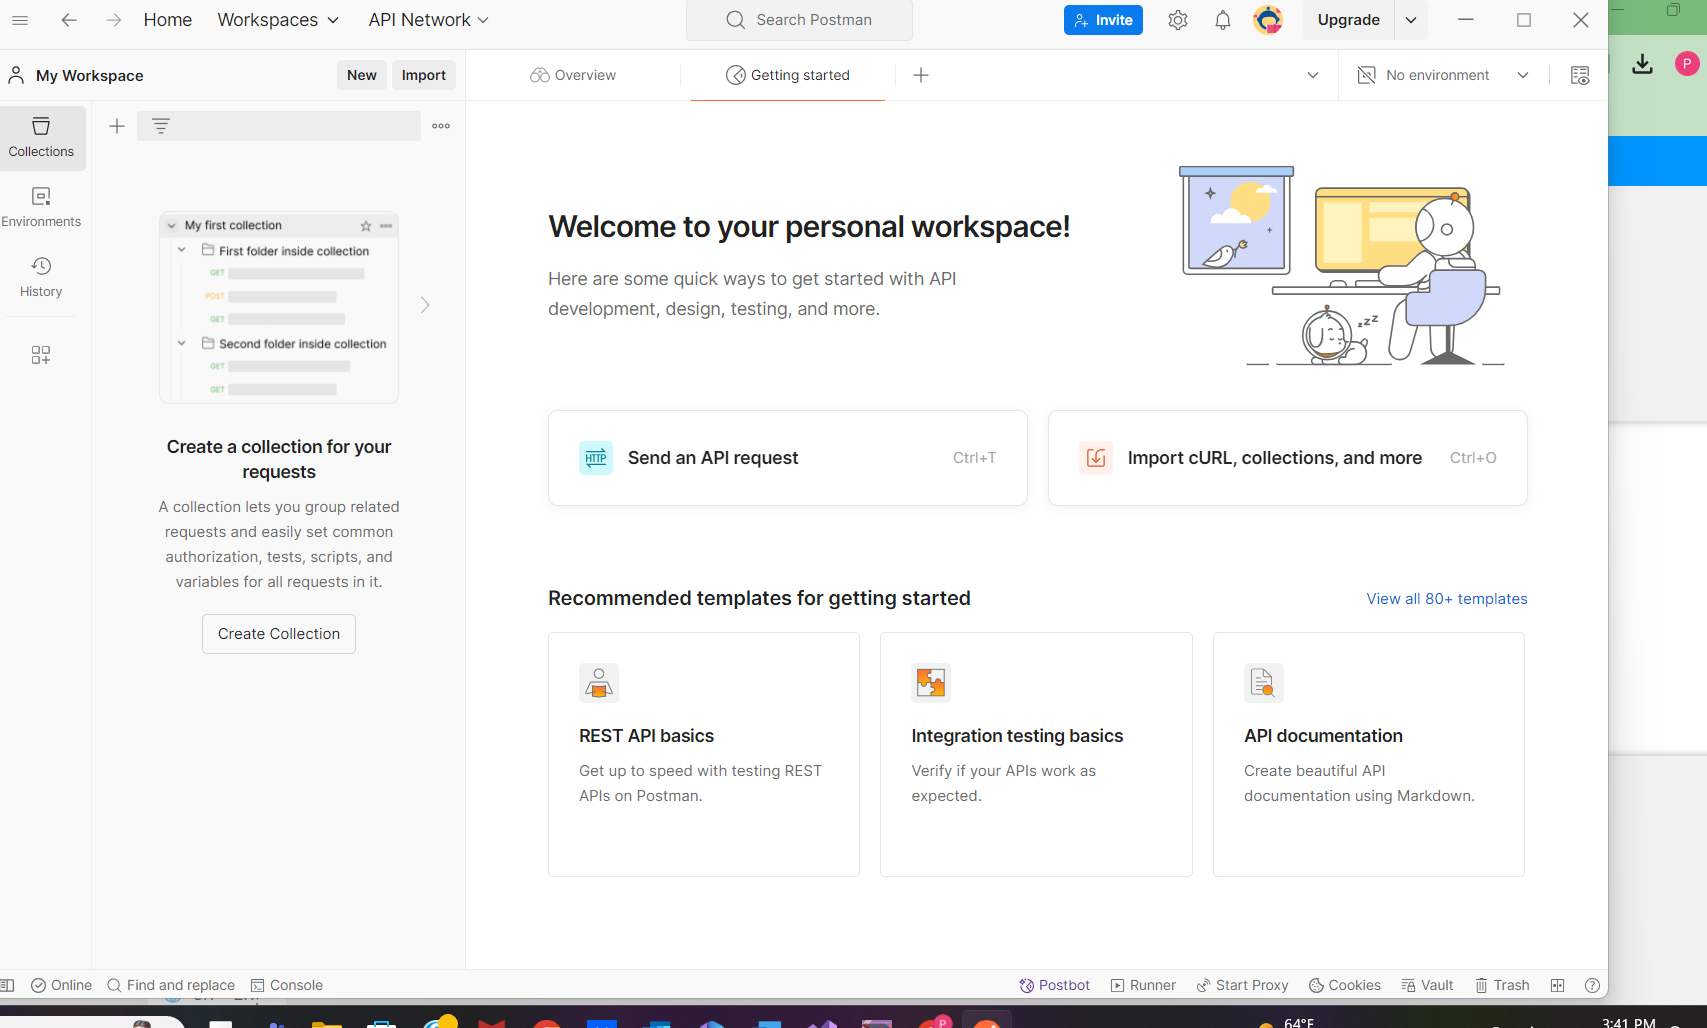 Home Workspaces API Network Search Postman Invite Upgrade
P
My Workspace New Import Overview Getting started No environment
Collections
Environments
History
My first collection
First folder inside collection
GET
POST
GET
Second folder inside collection
GET
GET
Create a collection for your
requests
A collection lets you group related
requests and easily set common
authorization, tests, scripts, and
variables for all requests in it.
Create Collection
Welcome to your personal workspace!
Here are some quick ways to get started with API
development, design, testing, and more.
zzZ
HTTP Send an API request Ctrl+T
Import cURL, collections, and more Ctrl+O
Recommended templates for getting started View all 80+ templates
REST API basics
Get up to speed with testing REST
APIs on Postman.
Integration testing basics
Verify if your APIs work as
expected.
API documentation
Create beautiful API
documentation using Markdown.
Online Find and replace Console Postbot Runner Start Proxy Cookies Vault Trash
P
64°F 3:41 PM